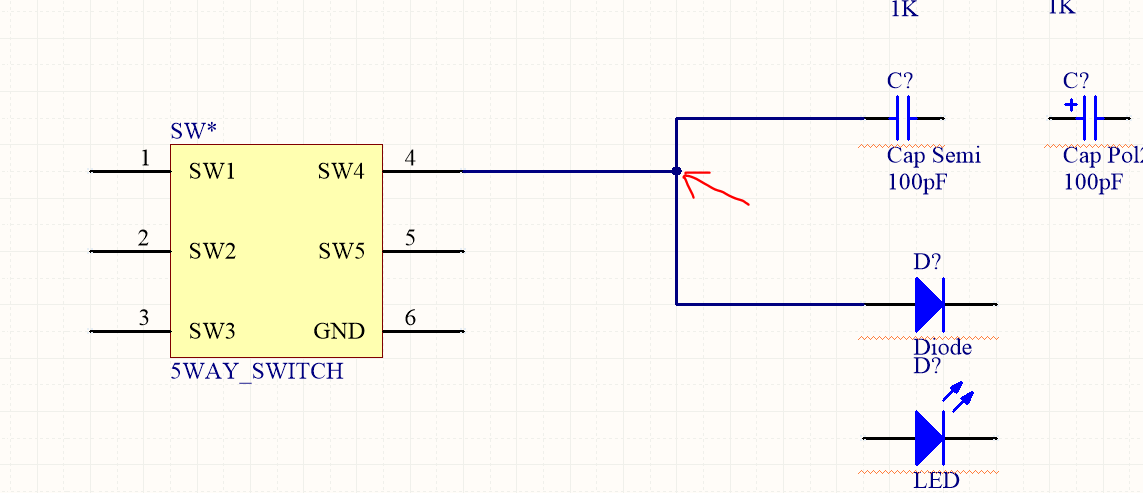 1K
1K
C?
C?
+
SW*
1
SW1
SW4
4
Cap Semi
Cap Pol2
100pF
100pF
2
SW2
SW5
5
D?
3
SW3
GND
6
Diode
5WAY_SWITCH
D?
LED